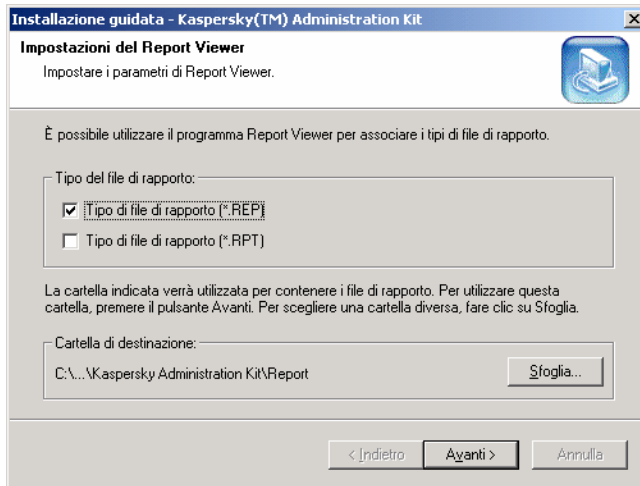 Installazione guidata - Kaspersky(TM) Administration Kit
Impostazioni del Report Viewer
Impostare i parametri di Report Viewer.
È possibile utilizzare il programma Report Viewer per associare i tipi di file di rapporto.
Tipo del file di rapporto:
Tipo di file di rapporto (*.REP)
Tipo di file di rapporto (*.RPT)
La cartella indicata verrà utilizzata per contenere i file di rapporto. Per utilizzare questa
cartella, premere il pulsante Avanti. Per scegliere una cartella diversa, fare clic su Sfoglia.
Cartella di destinazione:
C:\...\Kaspersky Administration Kit\Report
Sfoglia...
< Indietro
Avanti >
Annulla